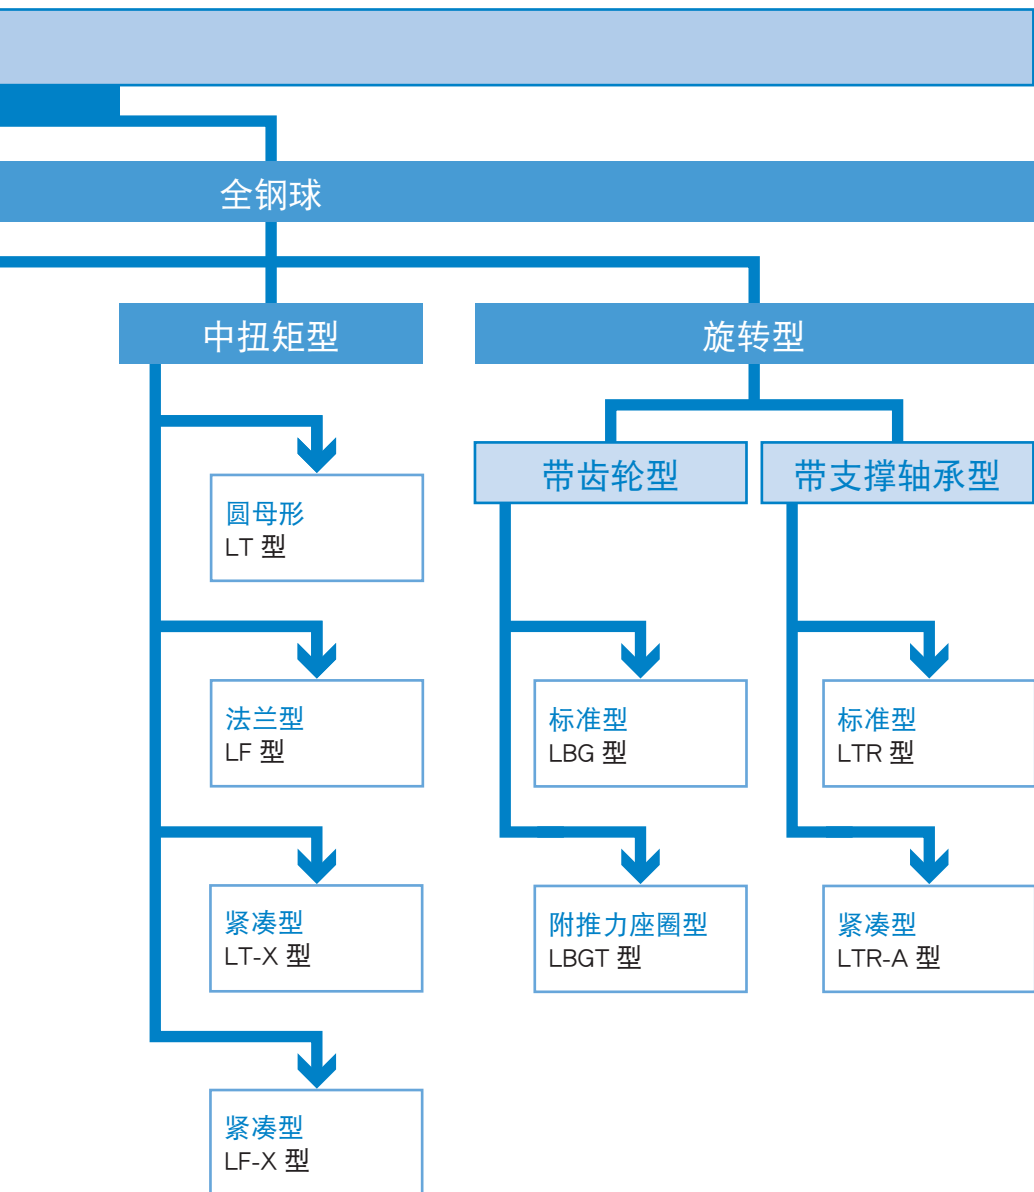 全钢球
中扭矩型
旋转型
带齿轮型
带支撑轴承型
圆母形
LT 型
法兰型
LF 型
标准型
LBG 型
标准型
LTR 型
紧凑型
LT-X 型
附推力座圈型
LBGT 型
紧凑型
LTR-A 型
紧凑型
LF-X 型